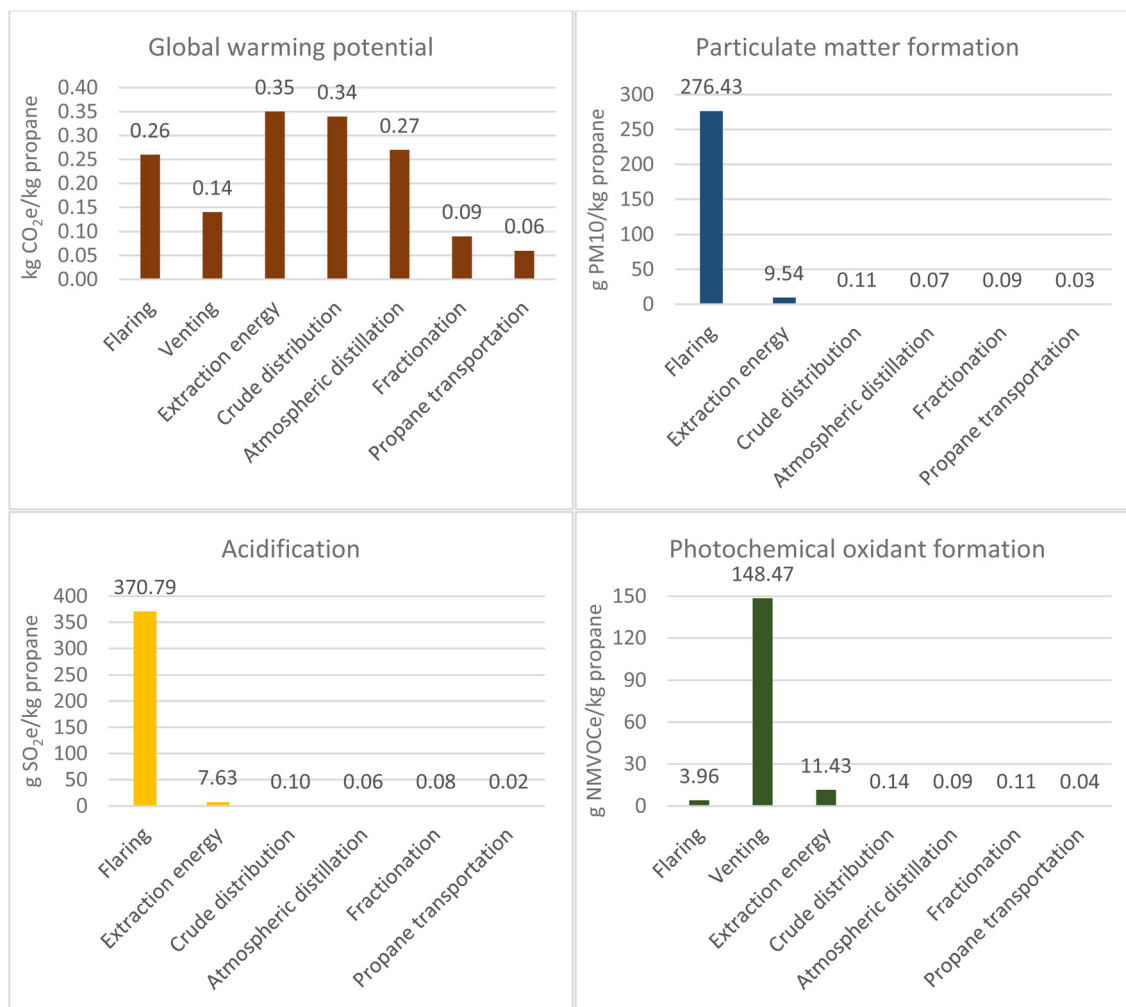 Global warming potential
kg CO₂e/kg propane
0.40
0.35
0.30
0.25
0.20
0.15
0.10
0.05
0.00
0.26
0.14
0.35
0.34
0.27
0.09
0.06
Flaring
Venting
Extraction energy
Crude distribution
Atmospheric distillation
Fractionation
Propane transportation
Particulate matter formation
g PM10/kg propane
300
250
200
150
100
50
0
276.43
9.54
0.11
0.07
0.09
0.03
Flaring
Extraction energy
Crude distribution
Atmospheric distillation
Fractionation
Propane transportation
Acidification
g SO₂e/kg propane
400
350
300
250
200
150
100
50
0
370.79
7.63
0.10
0.06
0.08
0.02
Flaring
Extraction energy
Crude distribution
Atmospheric distillation
Fractionation
Propane transportation
Photochemical oxidant formation
g NMVOCe/kg propane
150
120
90
60
30
0
3.96
148.47
11.43
0.14
0.09
0.11
0.04
Flaring
Venting
Extraction energy
Crude distribution
Atmospheric distillation
Fractionation
Propane transportation